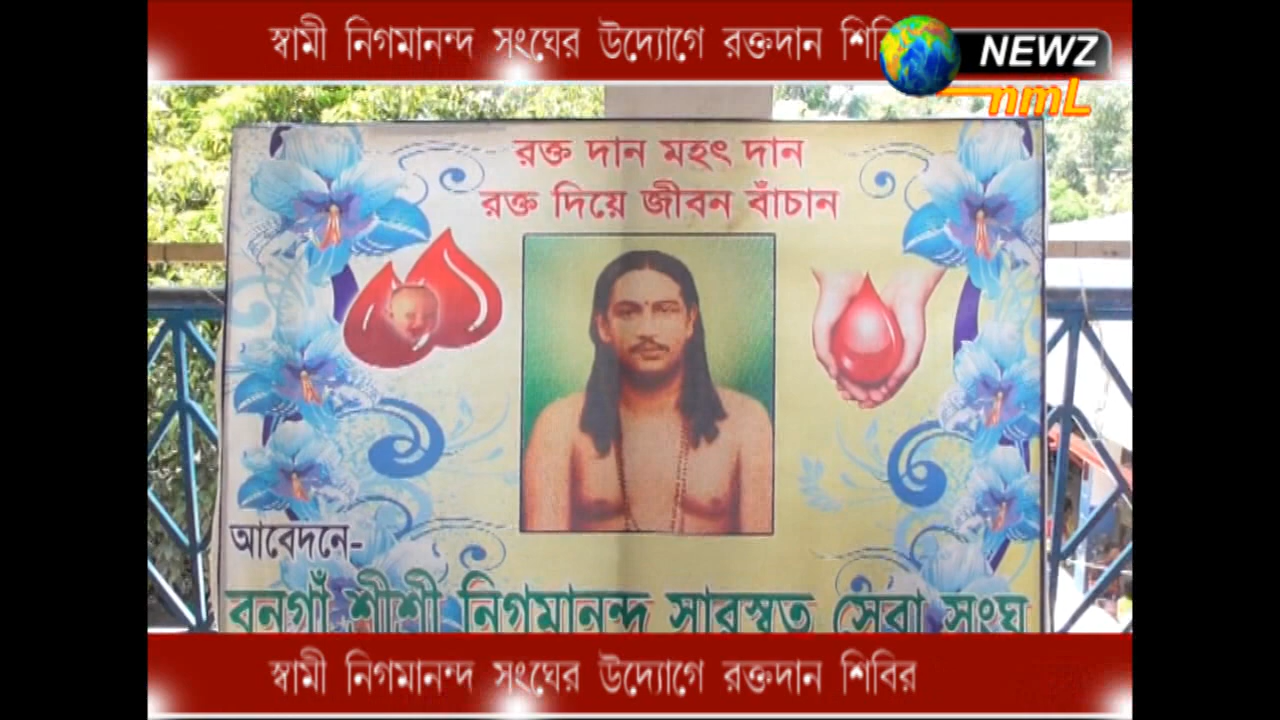 স্বামী নিগমানন্দ সংঘের উদ্যোগে রক্তদান শিবি
NEWZ
nmL
রক্ত দান মহৎ দান
রক্ত দিয়ে জীবন বাঁচান
আবেদনে-
বনগাঁ শ্রীশ্রী নিগমানন্দ সারস্বত সেবা সংঘ
স্বামী নিগমানন্দ সংঘের উদ্যোগে রক্তদান শিবির